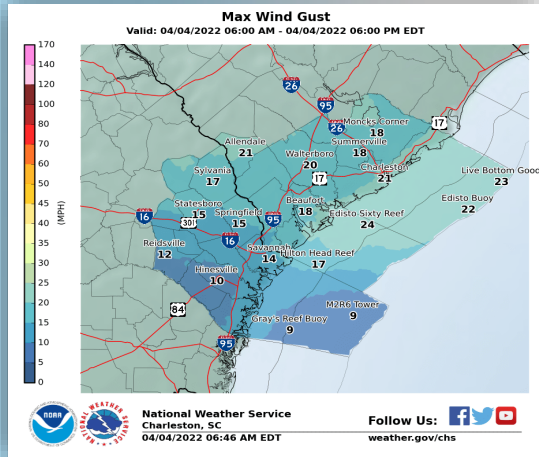 Max Wind Gust
Valid: 04/04/2022 06:00 AM - 04/04/2022 06:00 PM EDT
170
140
120
100
80
70
60
50
45
40
35
30
25
20
15
10
5
0
(MPH)
26
95
26
Moncks Corner
18
17
Summerville
18
Allendale
21
Walterboro
20
Charleston
21
Live Bottom Good
23
Sylvania
17
17
Edisto Buoy
22
Statesboro
15
Beaufort
18
Springfield
15
Edisto Sixty Reef
24
16
301
95
16
Reidsville
12
Savannah
14
Hilton Head Reef
17
Hinesville
10
84
M2R6 Tower
9
Gray's Reef Buoy
9
95
NOAA
NATIONAL WEATHER SERVICE
National Weather Service
Charleston, SC
04/04/2022 06:46 AM EDT
Follow Us:
weather.gov/chs